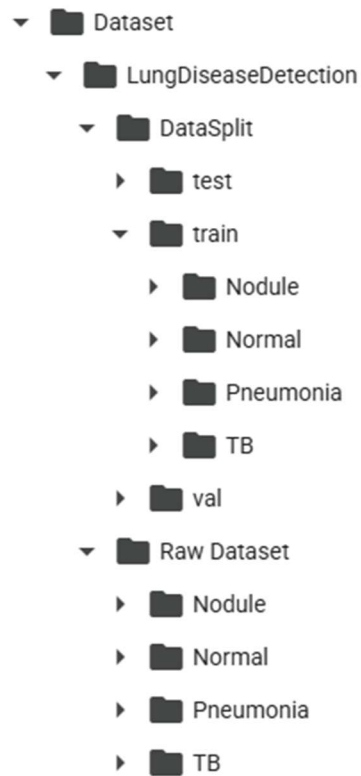 Dataset
LungDiseaseDetection
DataSplit
test
train
Nodule
Normal
Pneumonia
TB
val
Raw Dataset
Nodule
Normal
Pneumonia
TB